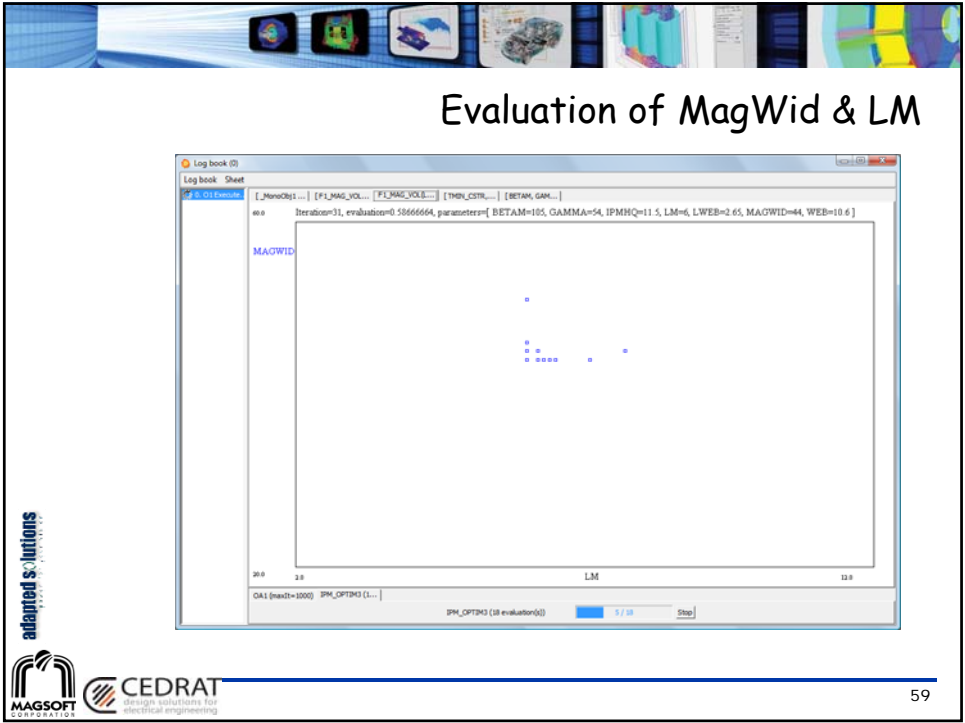 Evaluation of MagWid & LM
Log book (0)
Log book Sheet
0. O1 Execute
[_MonoObj1 ...] [F1_MAG_VOL... [F1_MAG_VOL()....] [TMIN_CSTR,....] [BETAM, GAM...]
60.0 Iteration=31, evaluation=0.58666664, parameters=[ BETAM=105, GAMMA=54, IPMHQ=11.5, LM=6, LWEB=2.65, MAGWID=44, WEB=10.6 ]
MAGWID
20.0 2.0 LM 12.0
OA1 (maxIt=1000) IPM_OPTIM3 (1...
IPM_OPTIM3 (18 evaluation(s)) 5 / 18 Stop
adapted solutions
MAGSOFT
CORPORATION
CEDRAT
design solutions for
electrical engineering
59